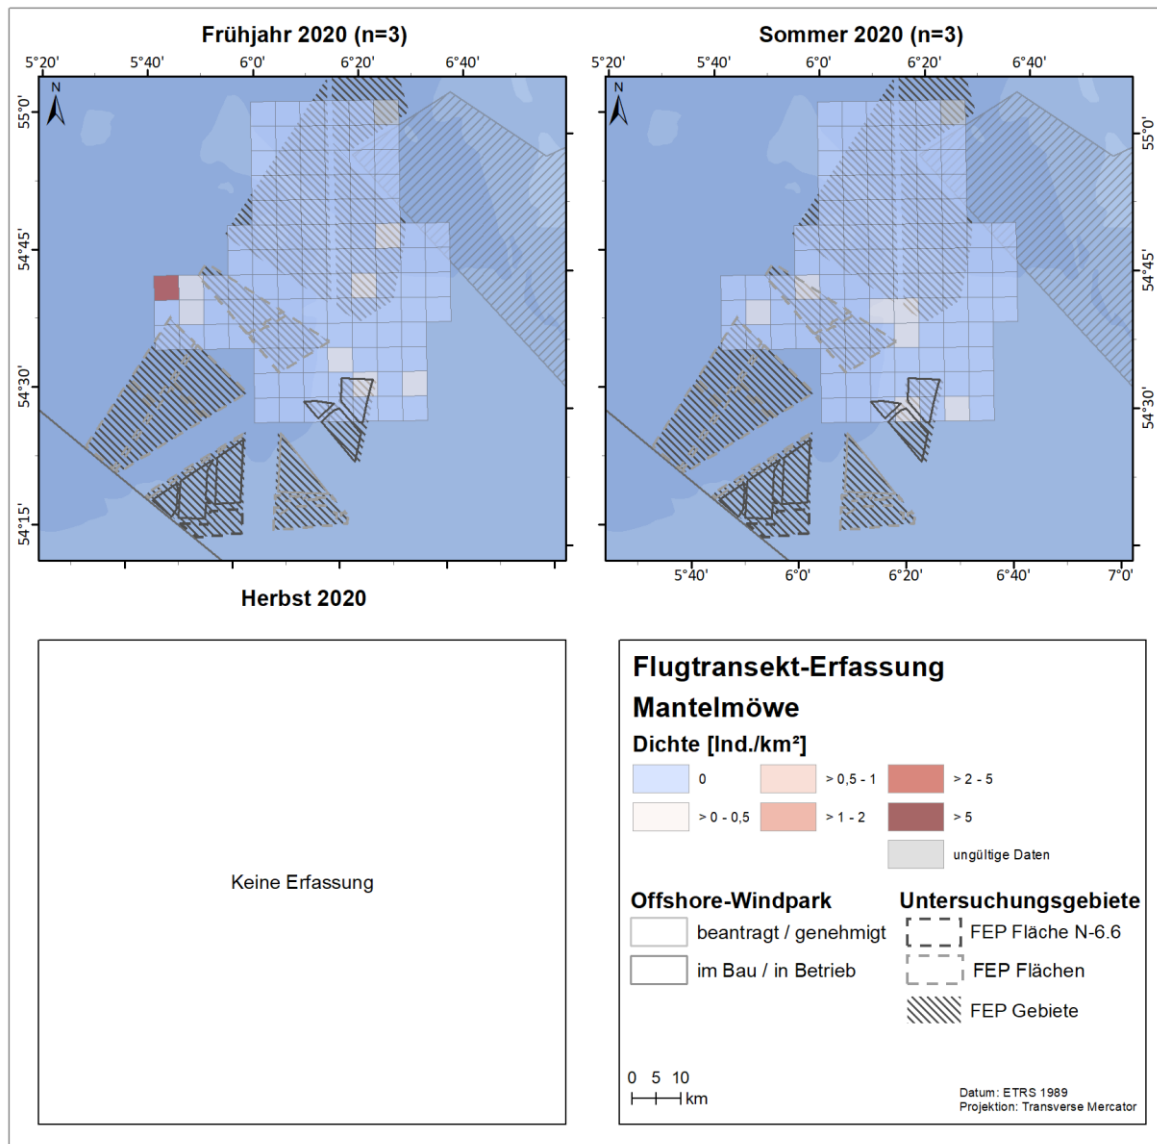 Frühjahr 2020 (n=3)
Sommer 2020 (n=3)
5°20' 5°40' 6°0' 6°20' 6°40'
5°20' 5°40' 6°0' 6°20' 6°40'
N
N
55°0'
54°45'
54°30'
54°15'
55°0'
54°45'
54°30'
54°15'
5°40' 6°0' 6°20' 6°40' 7°0'
Herbst 2020
Keine Erfassung
Flugtransekt-Erfassung
Mantelmöwe
Dichte [Ind./km²]
0
> 0,5 - 1
> 2 - 5
> 0 - 0,5
> 1 - 2
> 5
ungültige Daten
Offshore-Windpark
beantragt / genehmigt
im Bau / in Betrieb
Untersuchungsgebiete
FEP Fläche N-6.6
FEP Flächen
FEP Gebiete
0 5 10
km
Datum: ETRS 1989
Projektion: Transverse Mercator